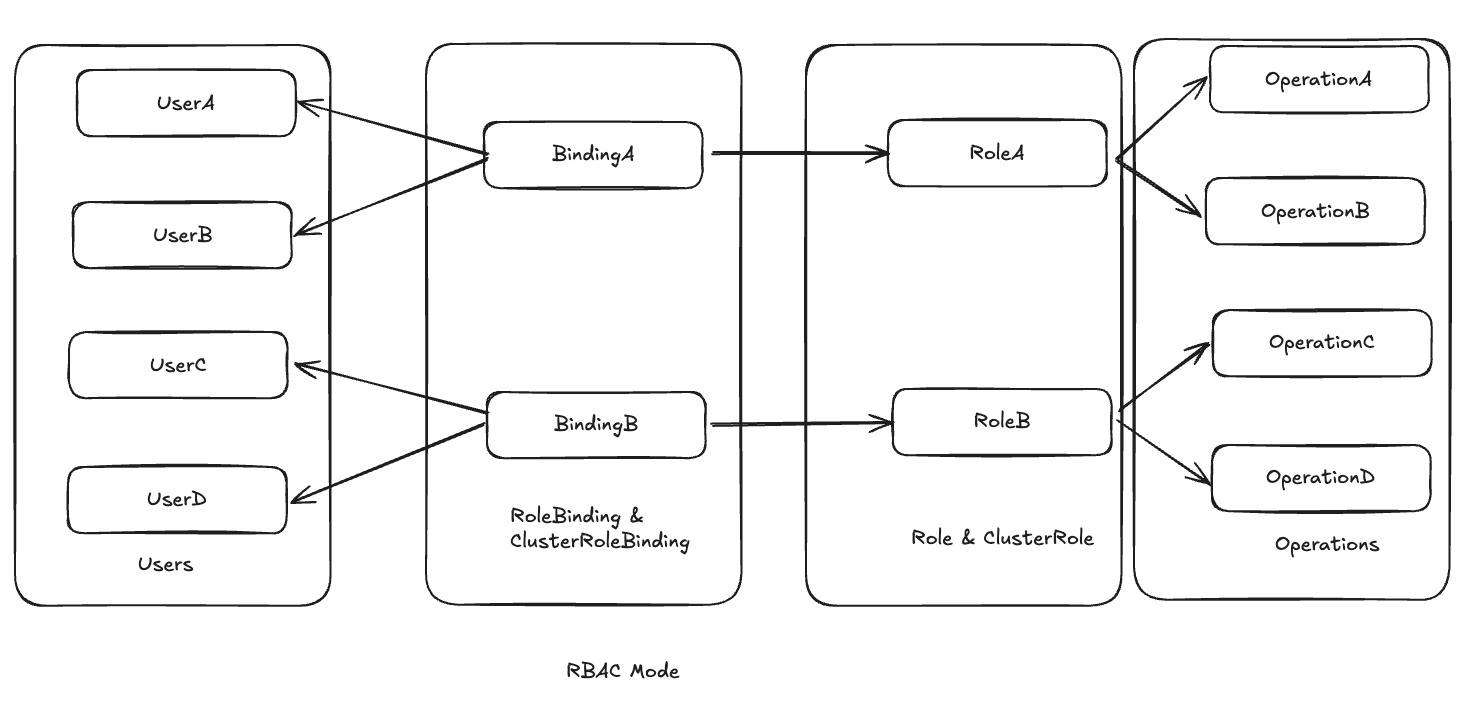 UserA
UserB
UserC
UserD
Users
BindingA
BindingB
RoleBinding &
ClusterRoleBinding
RoleA
RoleB
Role & ClusterRole
OperationA
OperationB
OperationC
OperationD
Operations
RBAC Mode